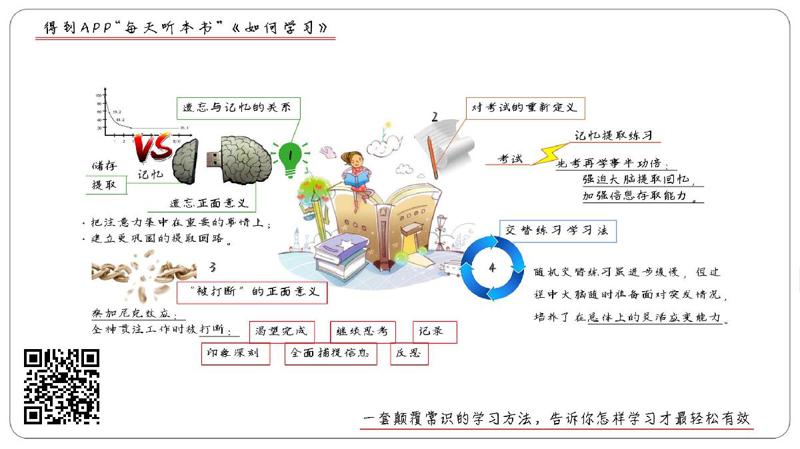 得到APP“每天听本书”《如何学习》
遗忘与记忆的关系
VS
储存
提取
记忆
1
遗忘正面意义
·把注意力集中在重要的事情上；
·建立更巩固的提取回路。
2
对考试的重新定义
考试
记忆提取练习
先考再学事半功倍：
强迫大脑提取回忆，
加强信息存取能力。
3
“被打断”的正面意义
蔡加尼克效应：
全神贯注工作时被打断：
渴望完成
继续思考
记录
印象深刻
全面捕捉信息
反思
4
交替练习学习法
随机交替练习虽进步缓慢，但过
程中大脑随时准备面对突发情况，
培养了在总体上的灵活应变能力。
一套颠覆常识的学习方法，告诉你怎样学习才最轻松有效